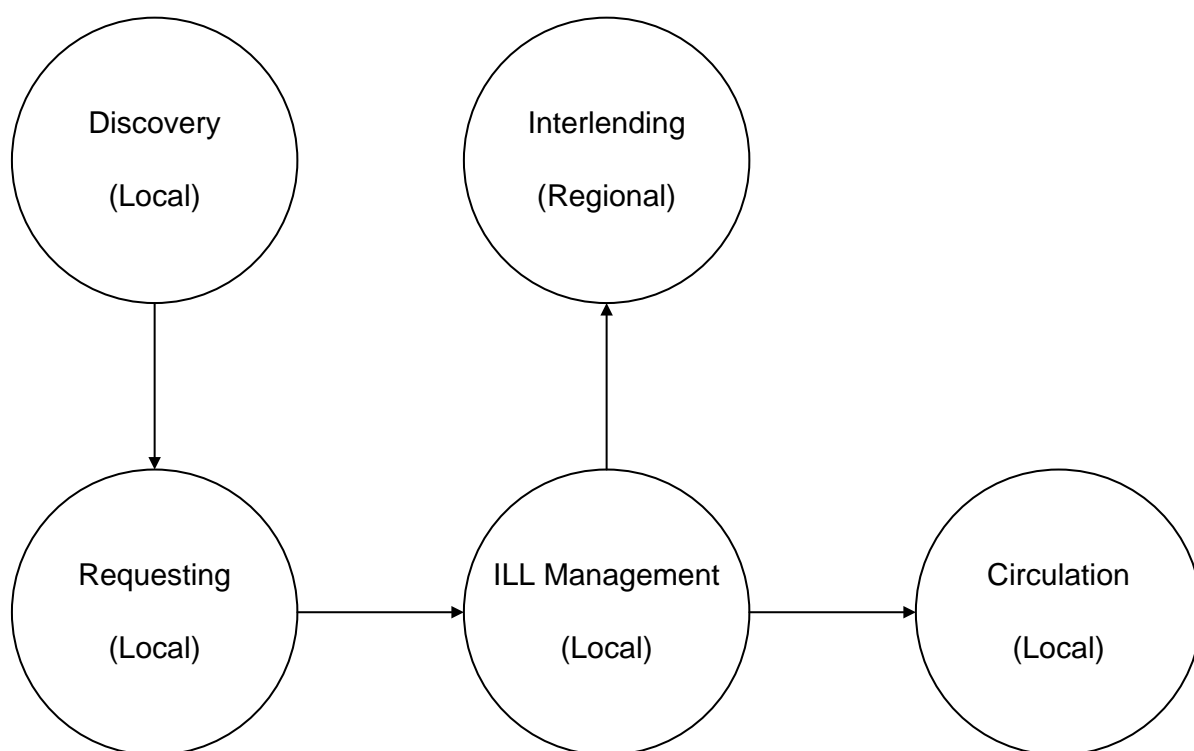 Discovery
(Local)
Interlending
(Regional)
Requesting
(Local)
ILL Management
(Local)
Circulation
(Local)